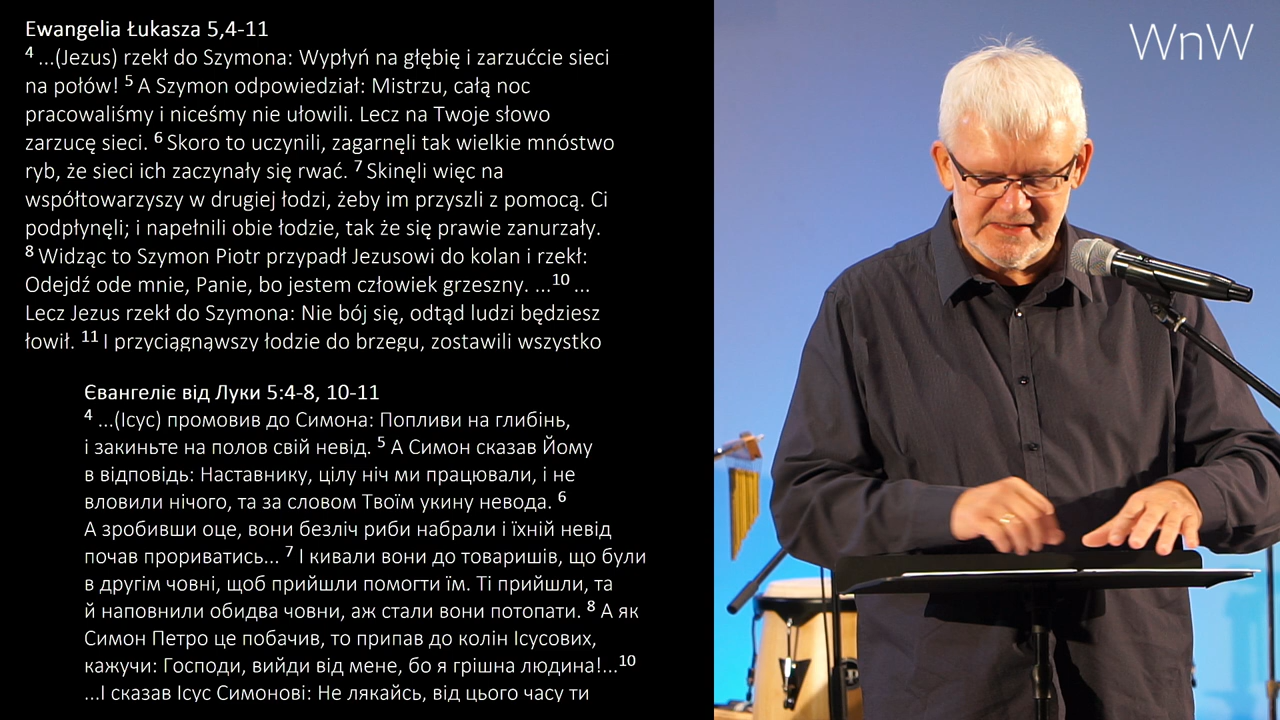 Ewangelia Łukasza 5,4-11
4 ...(Jezus) rzekł do Szymona: Wypłyń na głębię i zarzućcie sieci
na połów! 5 A Szymon odpowiedział: Mistrzu, całą noc
pracowaliśmy i niceśmy nie ułowili. Lecz na Twoje słowo
zarzucę sieci. 6 Skoro to uczynili, zagarnęli tak wielkie mnóstwo
ryb, że sieci ich zaczynały się rwać. 7 Skinęli więc na
współtowarzyszy w drugiej łodzi, żeby im przyszli z pomocą. Ci
podpłynęli; i napełnili obie łodzie, tak że się prawie zanurzały.
8 Widząc to Szymon Piotr przypadł Jezusowi do kolan i rzekł:
Odejdź ode mnie, Panie, bo jestem człowiek grzeszny. ...10 ...
Lecz Jezus rzekł do Szymona: Nie bój się, odtąd ludzi będziesz
łowił. 11 I przyciągnąwszy łodzie do brzegu, zostawili wszystko
Євангеліє від Луки 5:4-8, 10-11
4 ...(Ісус) промовив до Симона: Попливи на глибінь,
і закиньте на полов свій невід. 5 А Симон сказав Йому
в відповідь: Наставнику, цілу ніч ми працювали, і не
вловили нічого, та за словом Твоїм укину невода. 6
А зробивши оце, вони безліч риби набрали і їхній невід
почав прориватись... 7 І кивали вони до товаришів, що були
в другім човні, щоб прийшли помогти їм. Ті прийшли, та
й наповнили обидва човни, аж стали вони потопати. 8 А як
Симон Петро це побачив, то припав до колін Ісусових,
кажучи: Господи, вийди від мене, бо я грішна людина!...10
...І сказав Ісус Симонові: Не лякайсь, від цього часу ти
WnW